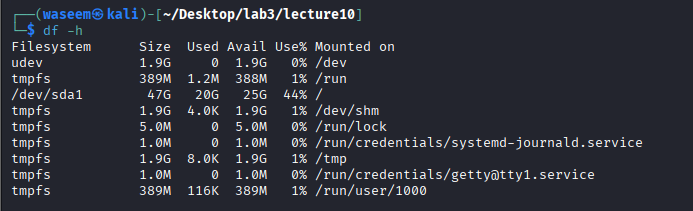 ┌──(waseem㉿kali)-[~/Desktop/lab3/lecture10]
└─$ df -h
Filesystem      Size  Used Avail Use% Mounted on
udev            1.9G     0  1.9G   0% /dev
tmpfs           389M  1.2M  388M   1% /run
/dev/sda1        47G   20G   25G  44% /
tmpfs           1.9G  4.0K  1.9G   1% /dev/shm
tmpfs           5.0M     0  5.0M   0% /run/lock
tmpfs           1.0M     0  1.0M   0% /run/credentials/systemd-journald.service
tmpfs           1.9G  8.0K  1.9G   1% /tmp
tmpfs           1.0M     0  1.0M   0% /run/credentials/getty@tty1.service
tmpfs           389M  116K  389M   1% /run/user/1000